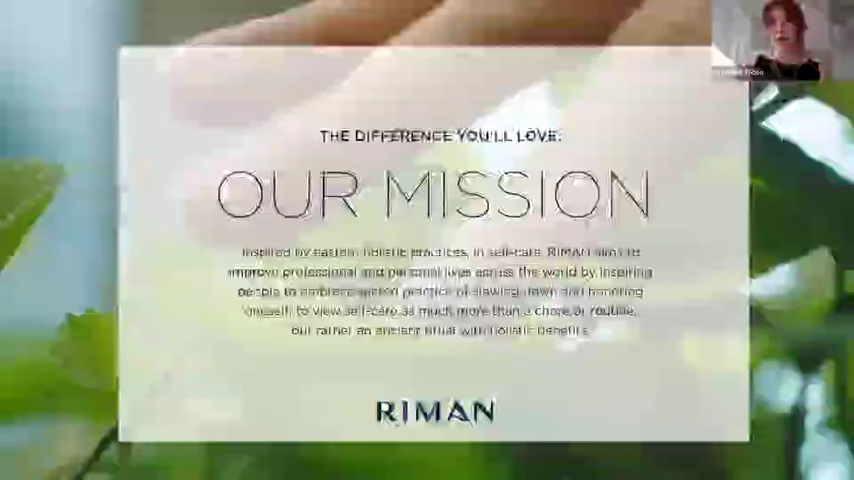 THE DIFFERENCE YOU'LL LOVE:
OUR MISSION
Inspired by eastern holistic practices, in self-care, RIMAN aims to
improve professional and personal lives across the world by inspiring
people to embrace practice of slowing down and honoring
oneself; to view self-care as much more than a chore or routine,
but rather an ancient ritual with holistic benefits.
RIMAN